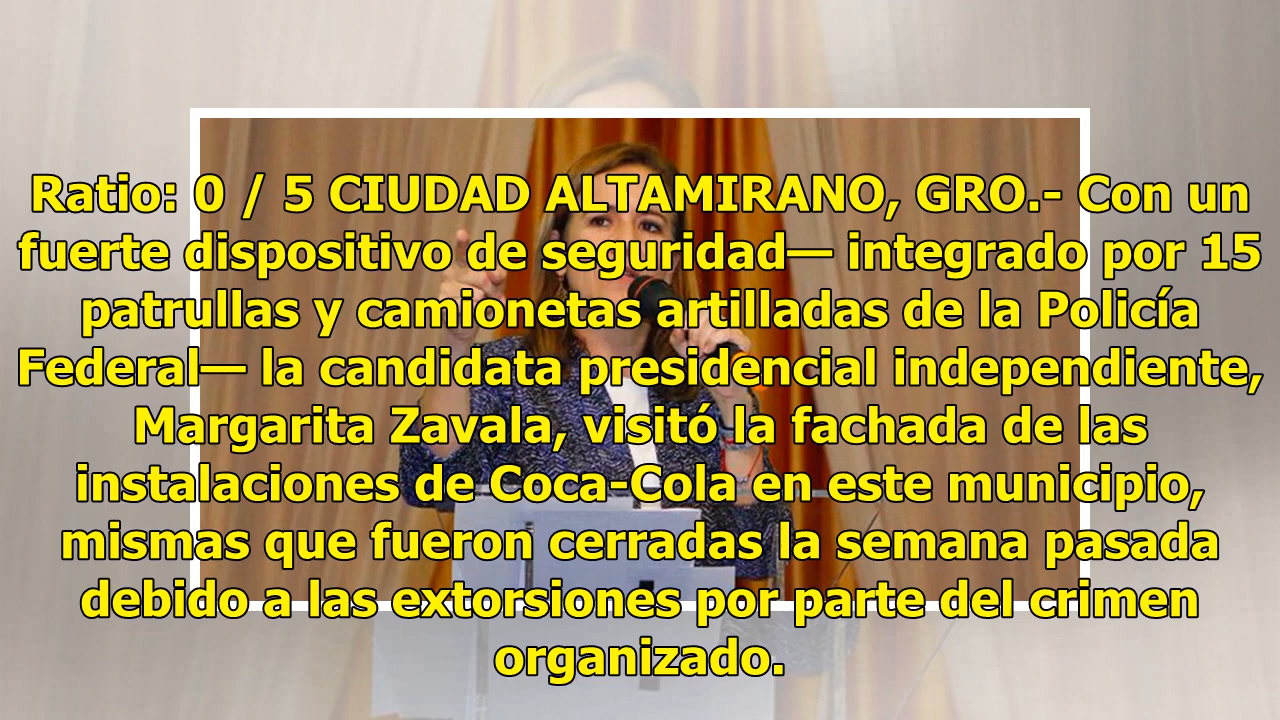 Ratio: 0 / 5 CIUDAD ALTAMIRANO, GRO.- Con un
fuerte dispositivo de seguridad— integrado por 15
patrullas y camionetas artilladas de la Policía
Federal— la candidata presidencial independiente,
Margarita Zavala, visitó la fachada de las
instalaciones de Coca-Cola en este municipio,
mismas que fueron cerradas la semana pasada
debido a las extorsiones por parte del crimen
organizado.